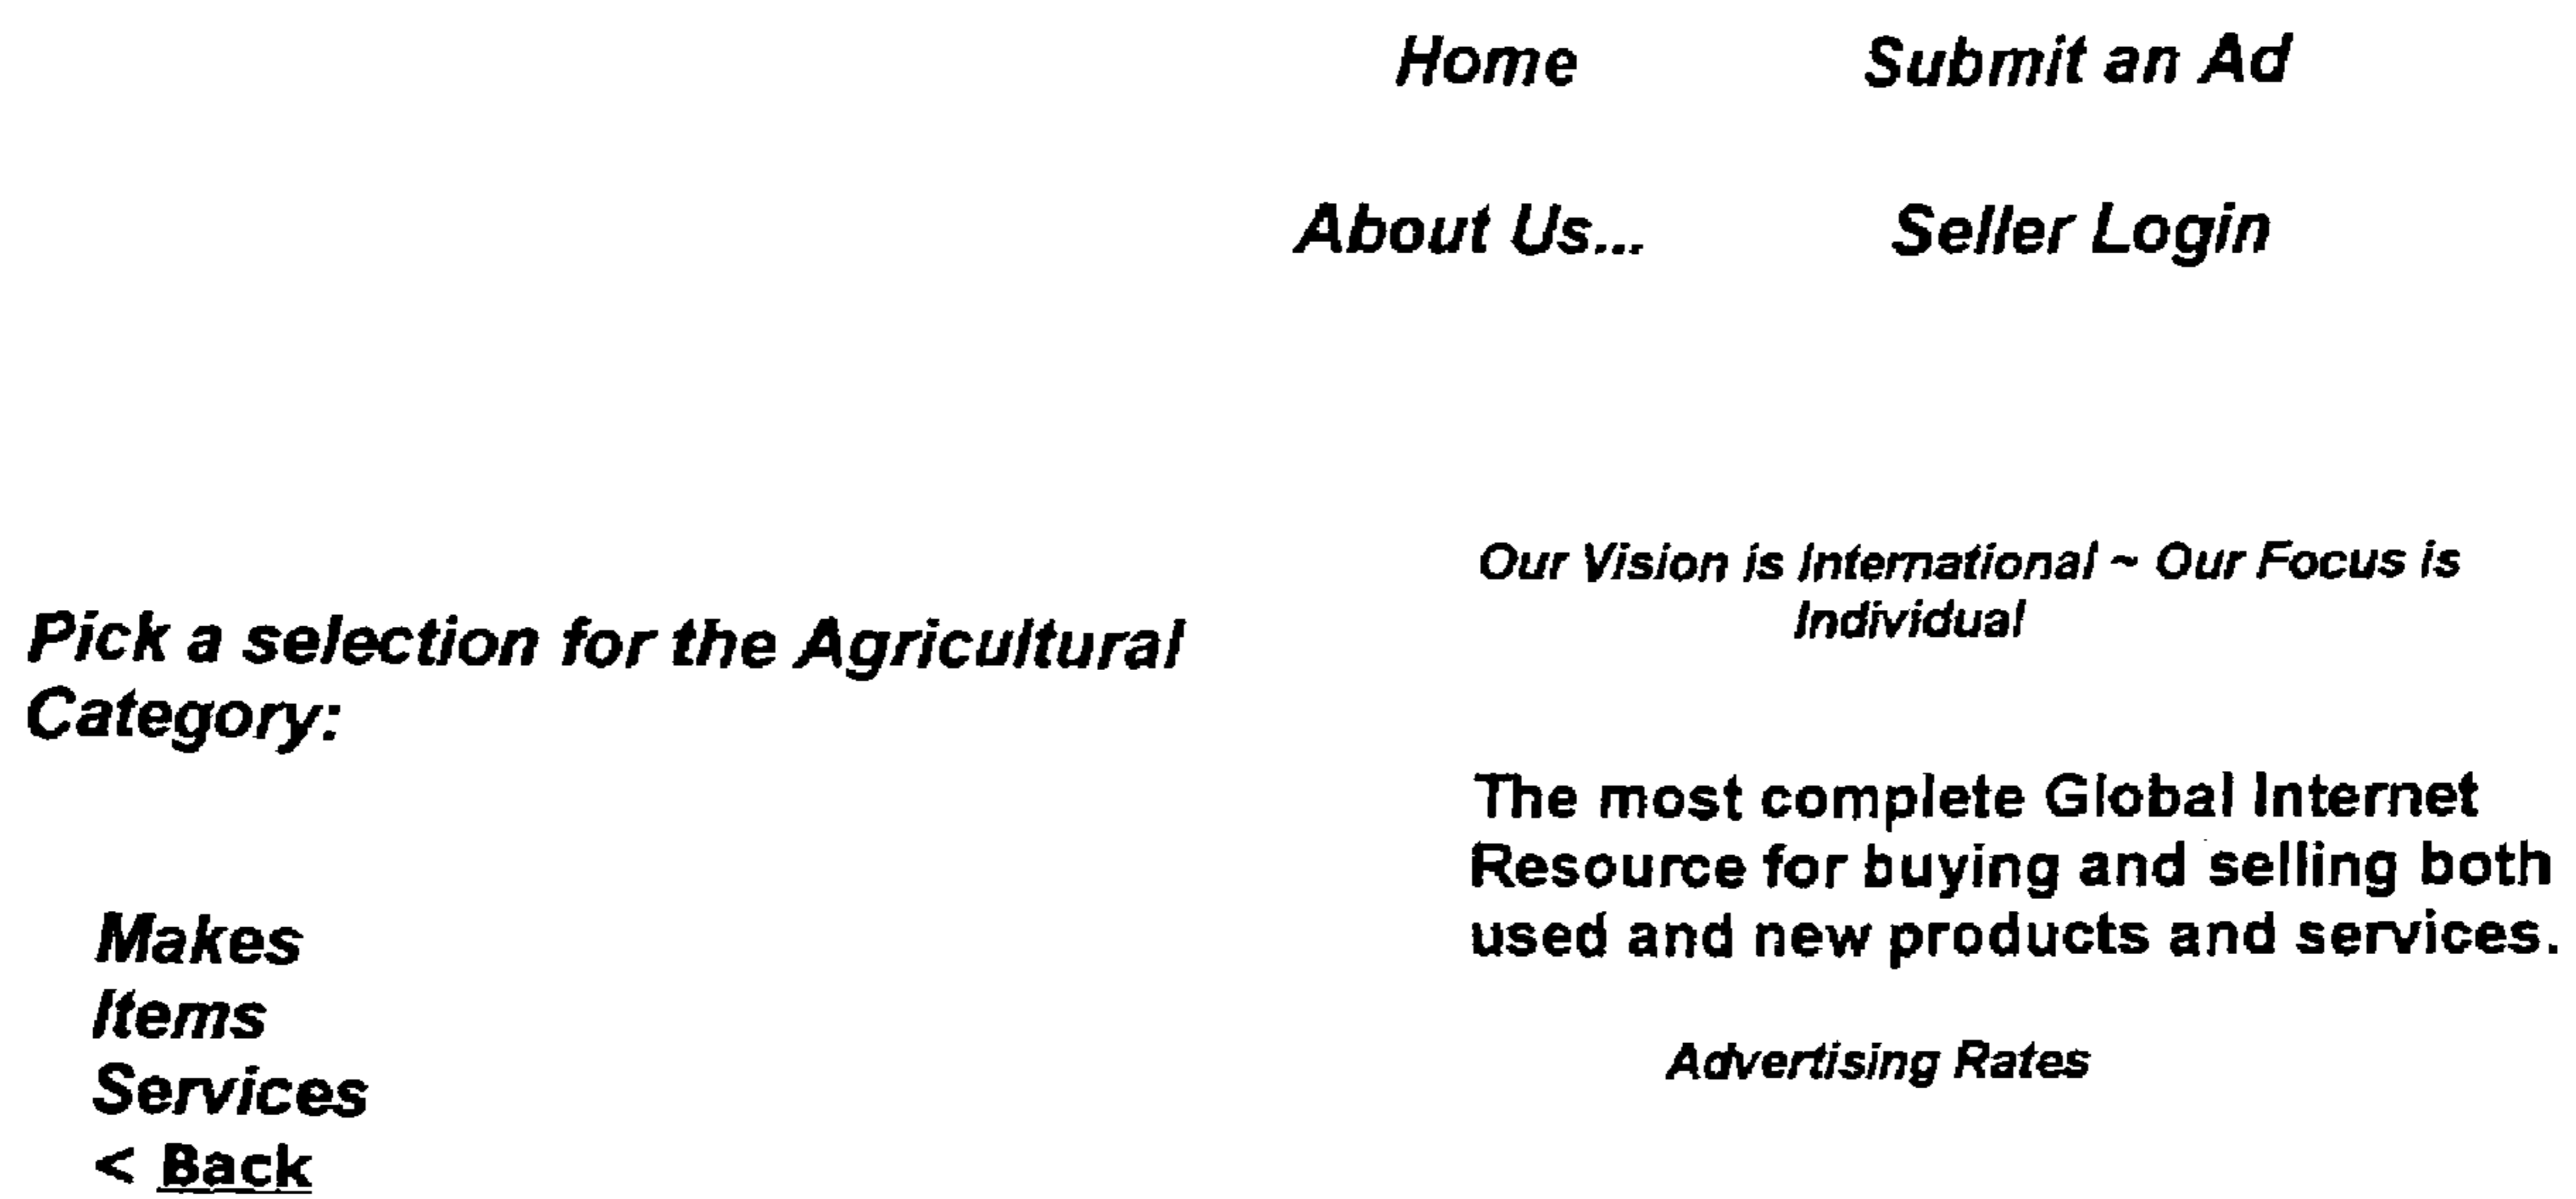 Home Submit an Ad
About Us... Seller Login
Our Vision is International ~ Our Focus is
Individual
Pick a selection for the Agricultural
Category:
The most complete Global Internet
Resource for buying and selling both
used and new products and services.
Makes
Items
Services
< Back
Advertising Rates